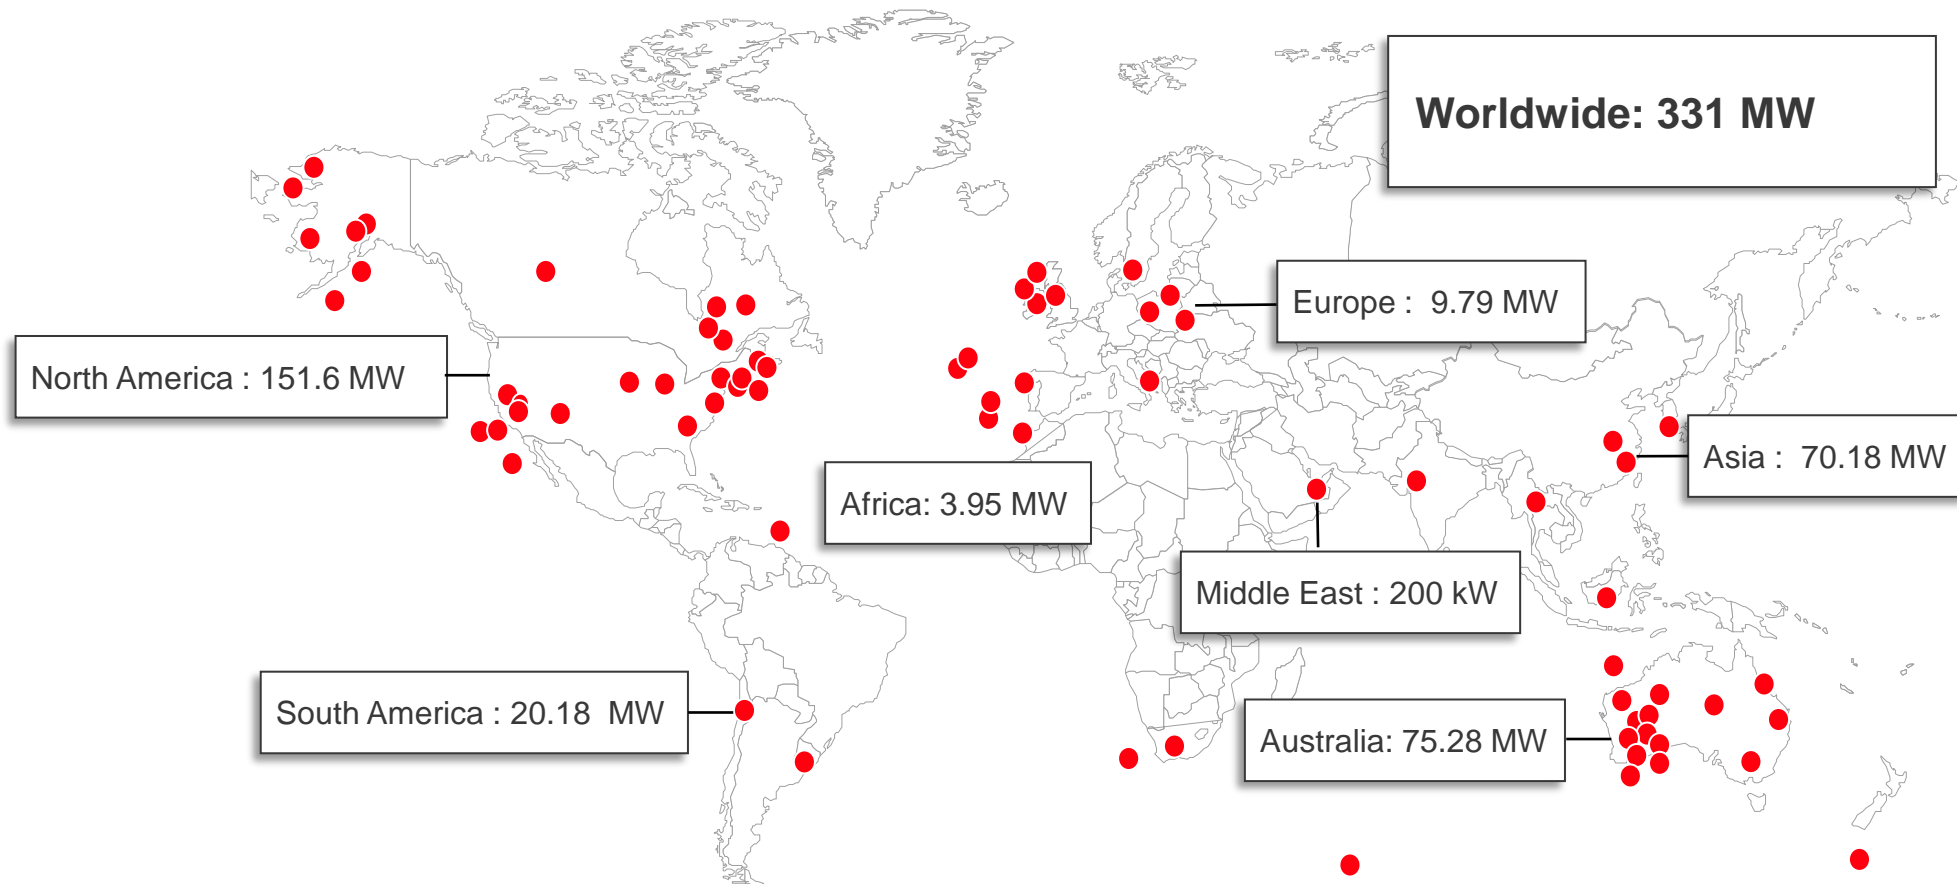 Worldwide: 331 MW
Europe : 9.79 MW
North America : 151.6 MW
Asia : 70.18 MW
Africa: 3.95 MW
Middle East : 200 kW
South America : 20.18 MW
Australia: 75.28 MW